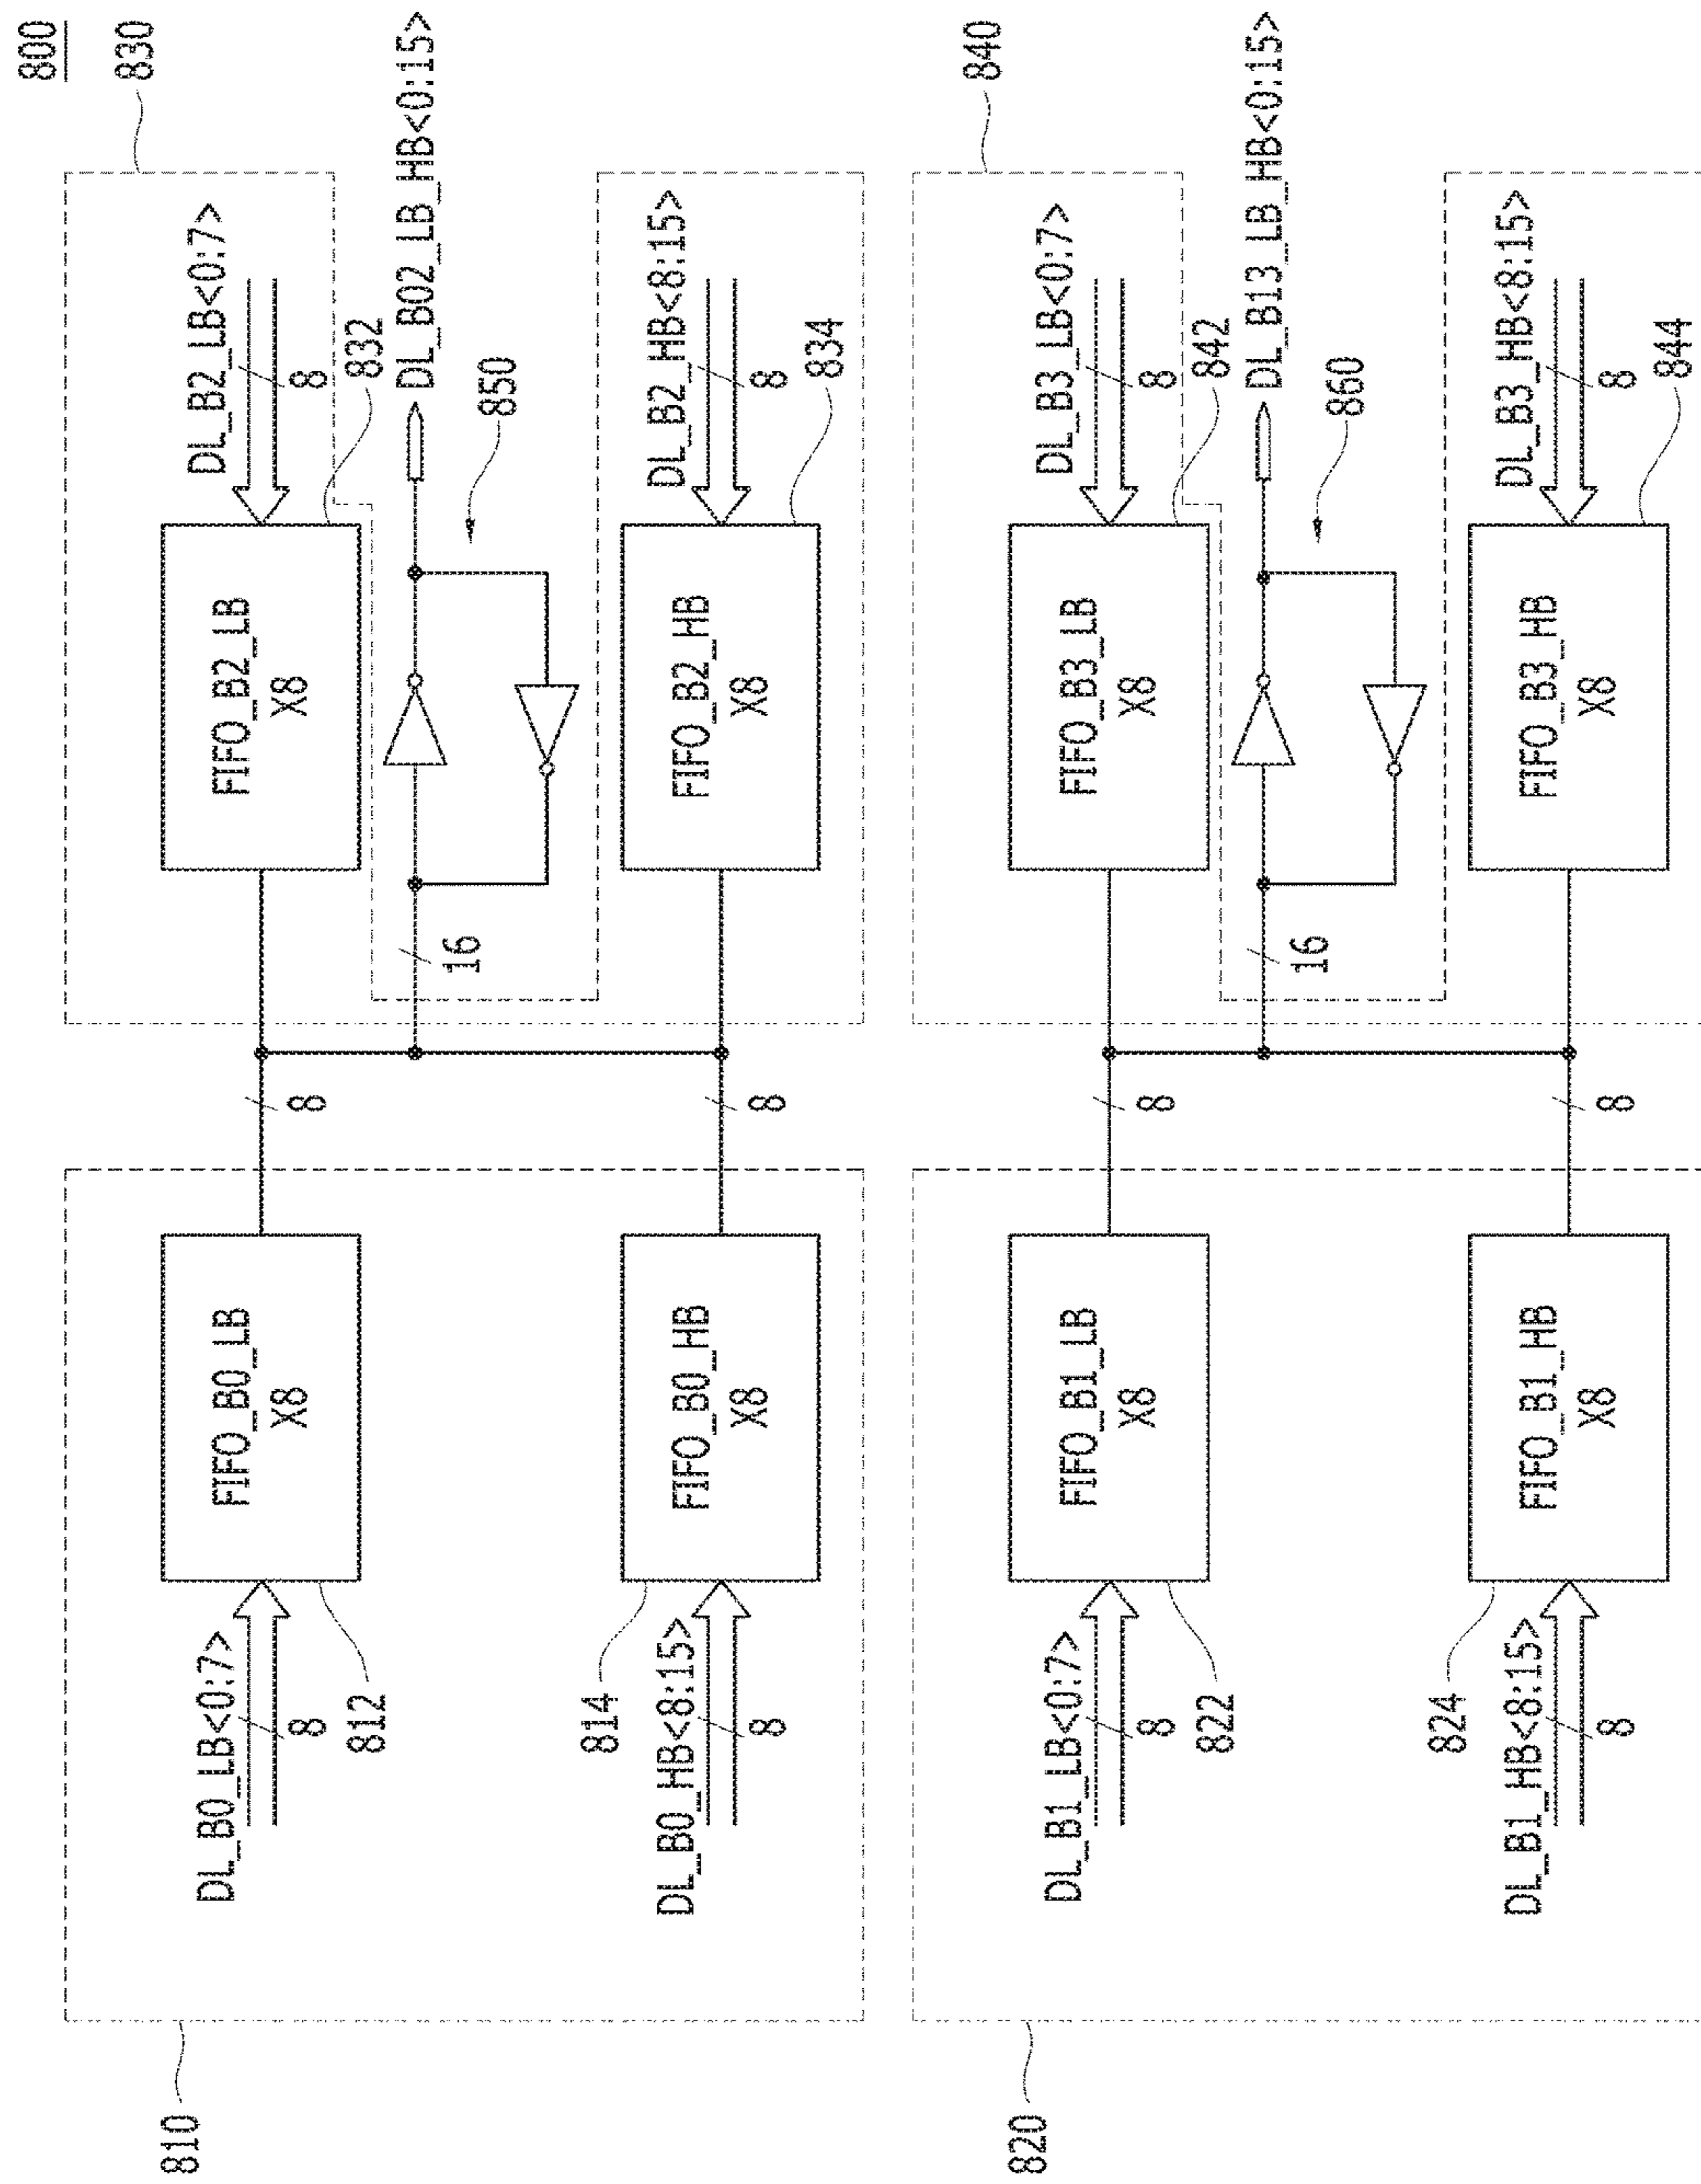 800
830
DL_B2_LB<0:7>
8
832
FIFO_B2_LB
X8
DL_B02_LB_HB<0:15>
850
16
DL_B2_HB<8:15>
8
834
FIFO_B2_HB
X8
8
8
FIFO_B0_LB
X8
DL_B0_LB<0:7>
8
812
FIFO_B0_HB
X8
814
DL_B0_HB<8:15>
8
810
840
DL_B3_LB<0:7>
8
842
FIFO_B3_LB
X8
DL_B13_LB_HB<0:15>
860
16
DL_B3_HB<8:15>
8
844
FIFO_B3_HB
X8
8
8
FIFO_B1_LB
X8
DL_B1_LB<0:7>
8
822
FIFO_B1_HB
X8
824
DL_B1_HB<8:15>
8
820